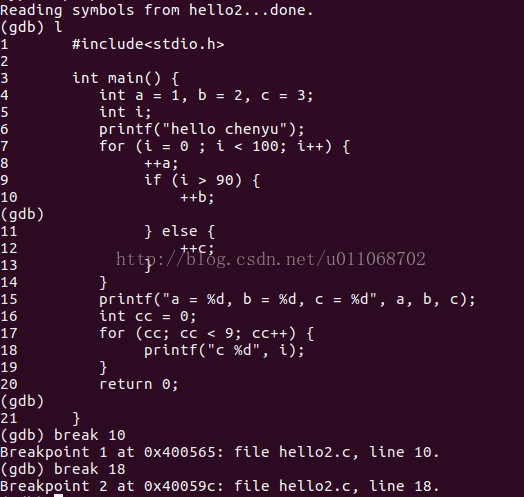 Reading symbols from hello2...done.
(gdb) l
1 #include<stdio.h>
2
3 int main() {
4 int a = 1, b = 2, c = 3;
5 int i;
6 printf("hello chenyu");
7 for (i = 0 ; i < 100; i++) {
8 ++a;
9 if (i > 90) {
10 ++b;
(gdb)
11 } else {
12 ++c;
http://blog.csdn.net/u011068702
13 }
14 }
15 printf("a = %d, b = %d, c = %d", a, b, c);
16 int cc = 0;
17 for (cc; cc < 9; cc++) {
18 printf("c %d", i);
19 }
20 return 0;
(gdb)
21 }
(gdb) break 10
Breakpoint 1 at 0x400565: file hello2.c, line 10.
(gdb) break 18
Breakpoint 2 at 0x40059c: file hello2.c, line 18.